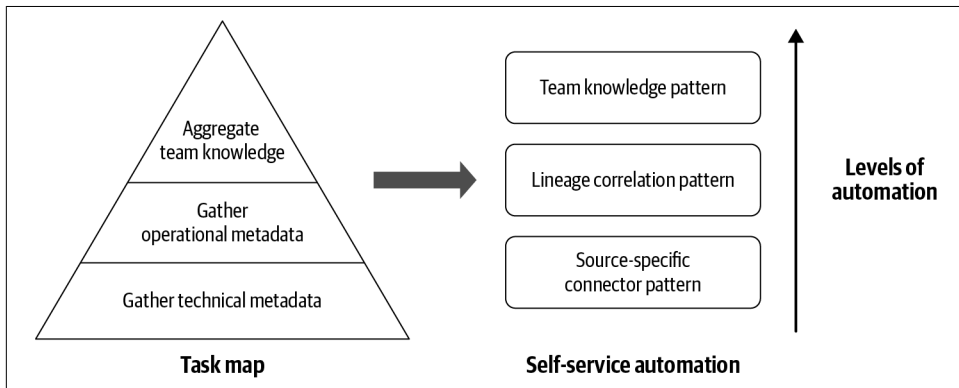 Aggregate
team knowledge
Gather
operational metadata
Gather technical metadata
Task map
Team knowledge pattern
Lineage correlation pattern
Source-specific
connector pattern
Self-service automation
Levels of
automation